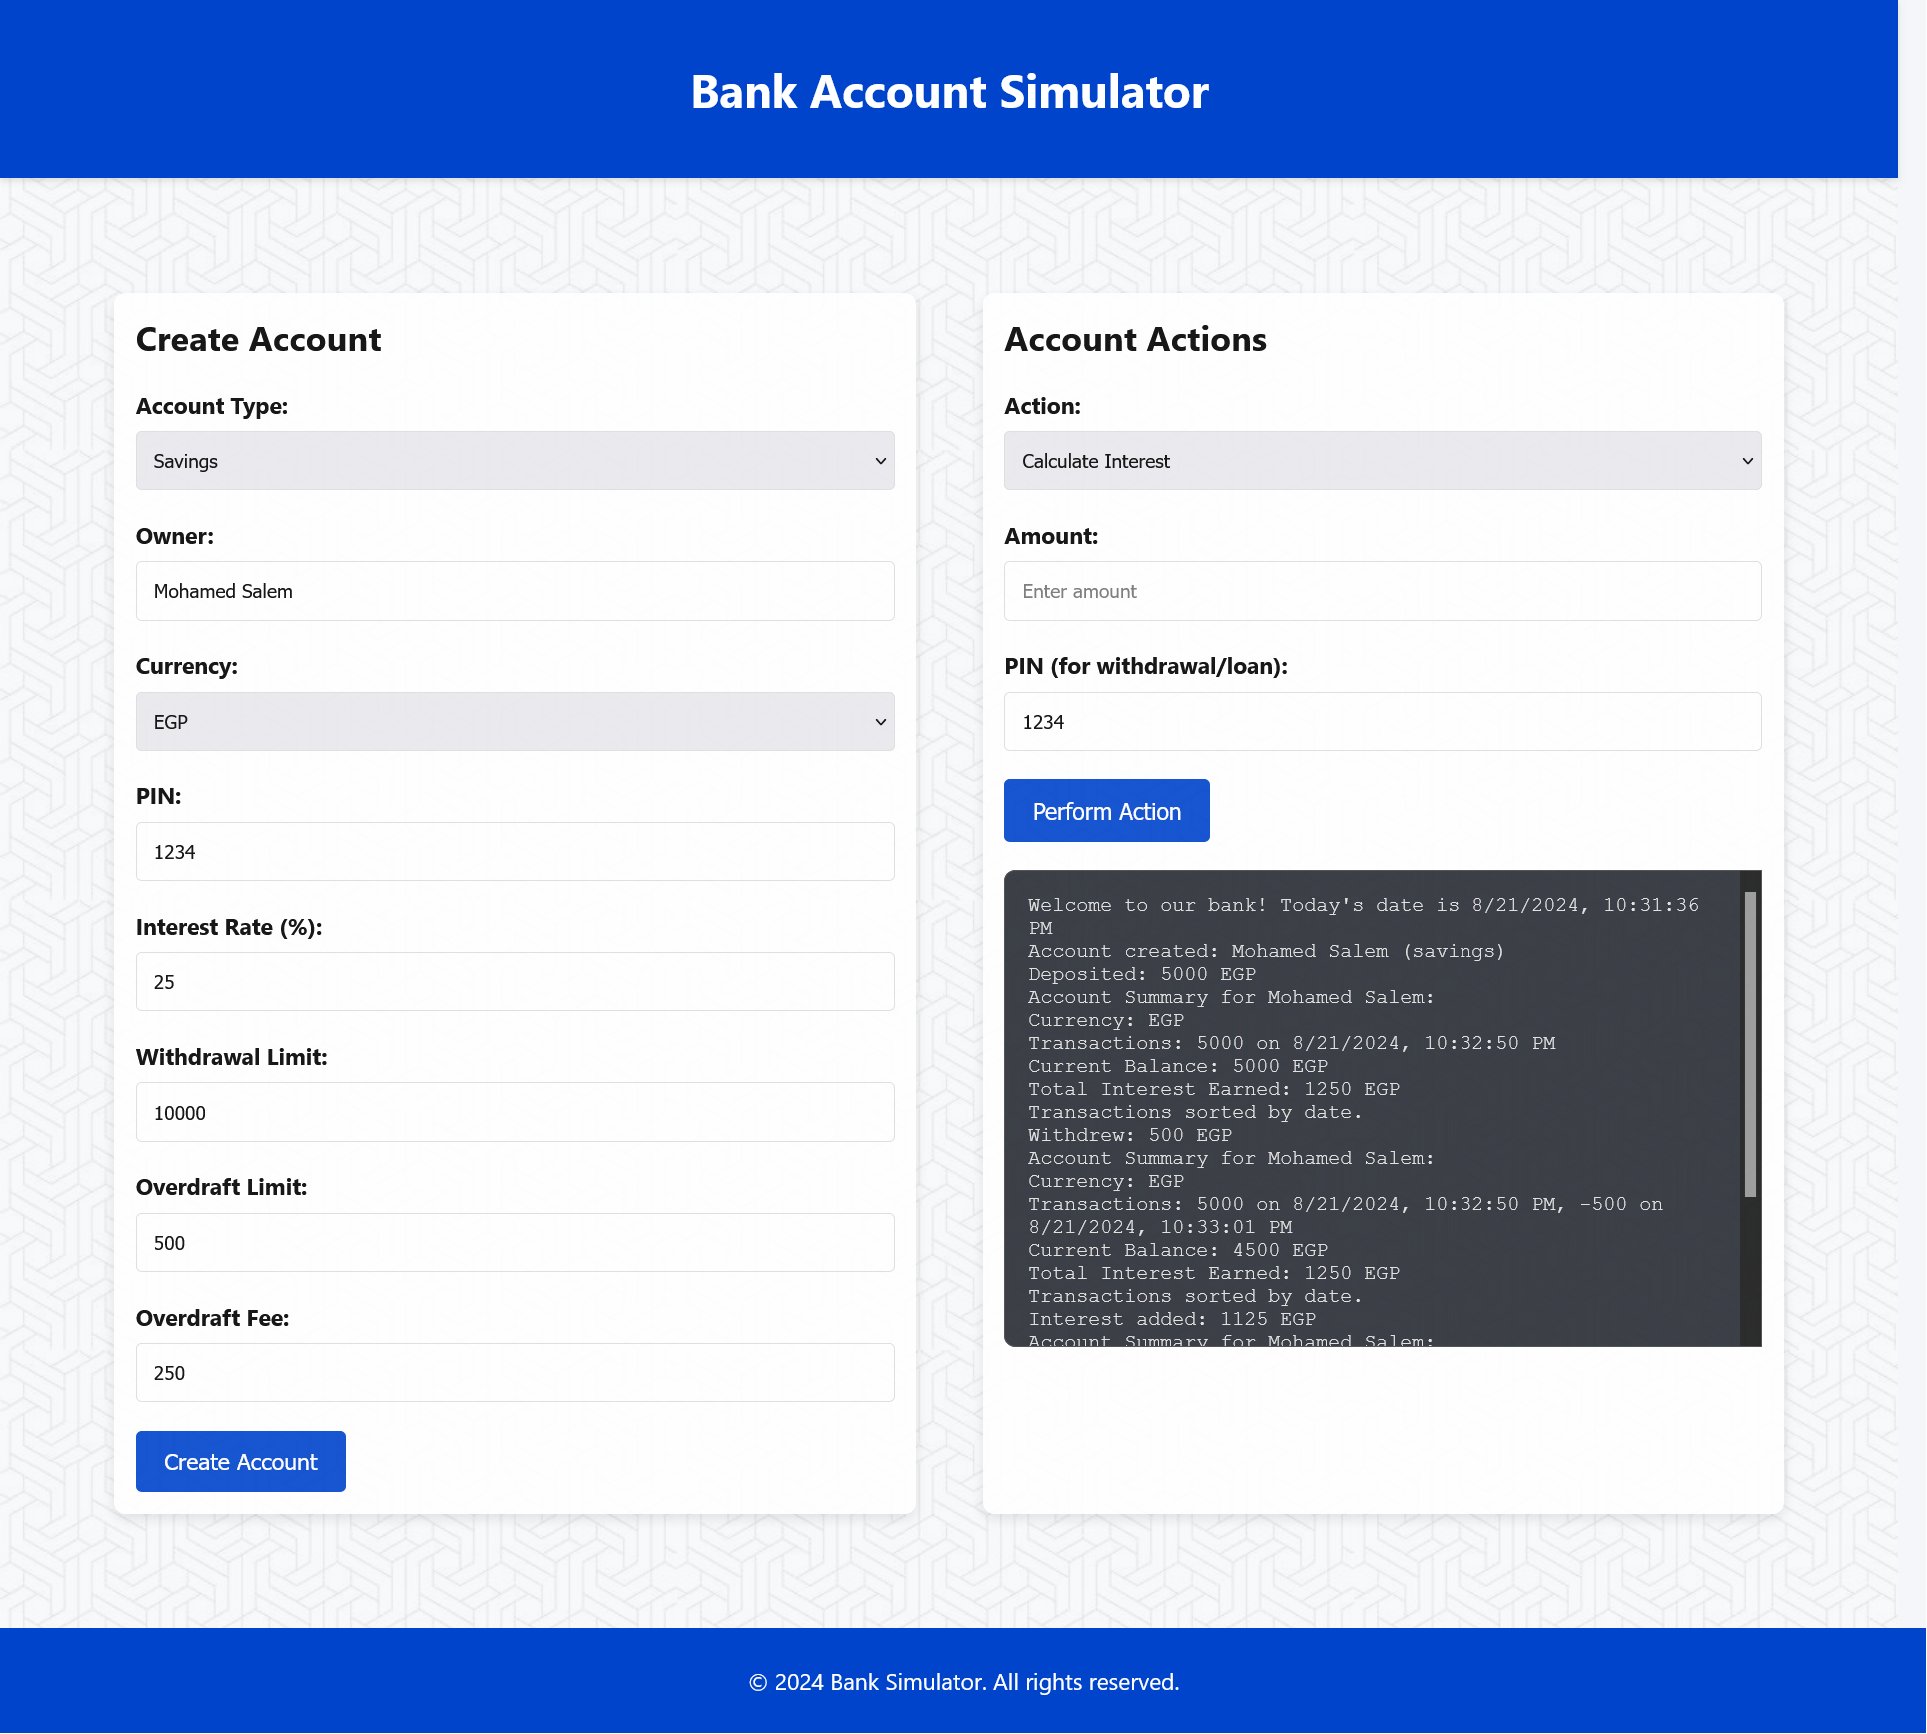 Bank Account Simulator
Create Account
Account Type:
Savings
Owner:
Mohamed Salem
Currency:
EGP
PIN:
1234
Interest Rate (%):
25
Withdrawal Limit:
10000
Overdraft Limit:
500
Overdraft Fee:
250
Create Account
Account Actions
Action:
Calculate Interest
Amount:
Enter amount
PIN (for withdrawal/loan):
1234
Perform Action
Welcome to our bank! Today's date is 8/21/2024, 10:31:36
PM
Account created: Mohamed Salem (savings)
Deposited: 5000 EGP
Account Summary for Mohamed Salem:
Currency: EGP
Transactions: 5000 on 8/21/2024, 10:32:50 PM
Current Balance: 5000 EGP
Total Interest Earned: 1250 EGP
Transactions sorted by date.
Withdrew: 500 EGP
Account Summary for Mohamed Salem:
Currency: EGP
Transactions: 5000 on 8/21/2024, 10:32:50 PM, -500 on
8/21/2024, 10:33:01 PM
Current Balance: 4500 EGP
Total Interest Earned: 1250 EGP
Transactions sorted by date.
Interest added: 1125 EGP
Account Summary for Mohamed Salem:
© 2024 Bank Simulator. All rights reserved.